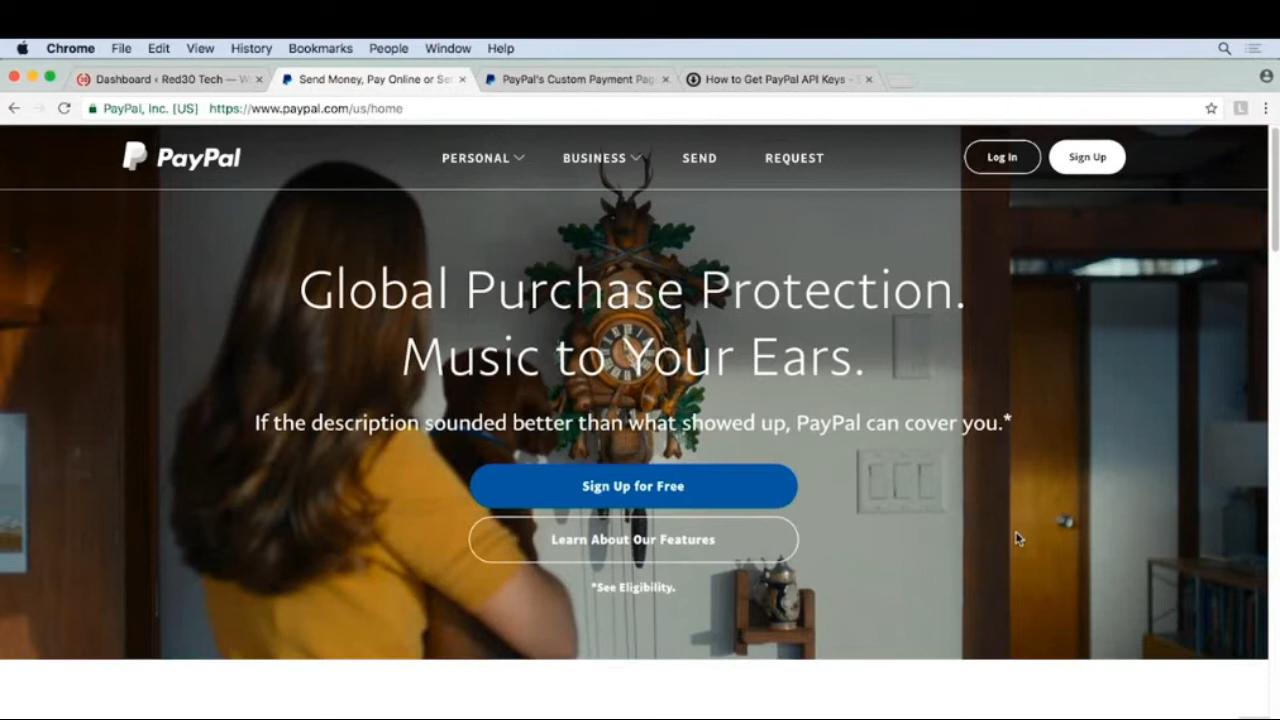 Chrome File Edit View History Bookmarks People Window Help
Dashboard ‹ Red30 Tech — W
Send Money, Pay Online or Se
PayPal's Custom Payment Pag
How to Get PayPal API Keys -
PayPal, Inc. [US] https://www.paypal.com/us/home
PayPal PERSONAL BUSINESS SEND REQUEST Log In Sign Up
Global Purchase Protection.
Music to Your Ears.
If the description sounded better than what showed up, PayPal can cover you.*
Sign Up for Free
Learn About Our Features
*See Eligibility.